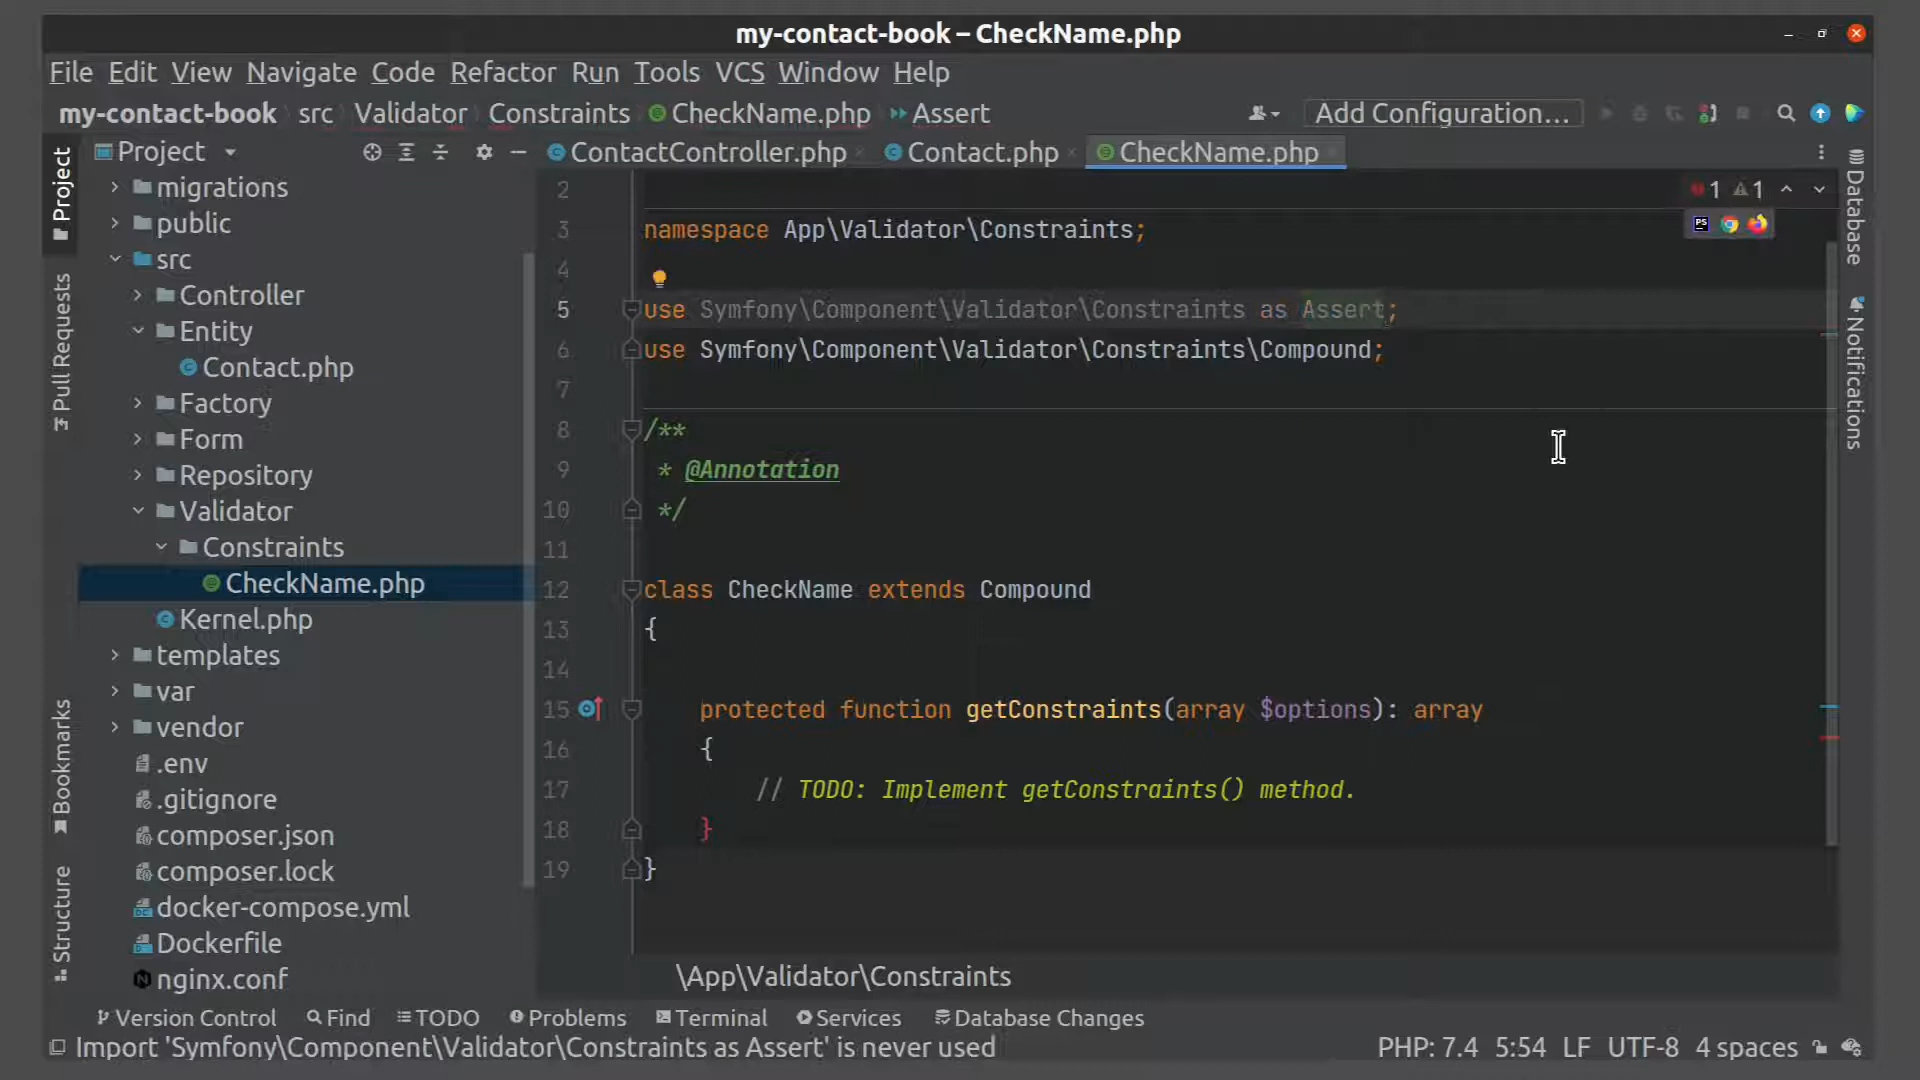 my-contact-book – CheckName.php
File Edit View Navigate Code Refactor Run Tools VCS Window Help
my-contact-book src Validator Constraints CheckName.php Assert
Add Configuration...
Project
ContactController.php Contact.php CheckName.php
migrations
public
src
Controller
Entity
Contact.php
Factory
Form
Repository
Validator
Constraints
CheckName.php
Kernel.php
templates
var
vendor
.env
.gitignore
composer.json
composer.lock
docker-compose.yml
Dockerfile
nginx.conf
Project
Pull Requests
Bookmarks
Structure
1 1
PS
2
3 namespace App\Validator\Constraints;
4
5 use Symfony\Component\Validator\Constraints as Assert;
6 use Symfony\Component\Validator\Constraints\Compound;
7
8 /**
9 * @Annotation
10 */
11
12 class CheckName extends Compound
13 {
14
15 protected function getConstraints(array $options): array
16 {
17 // TODO: Implement getConstraints() method.
18 }
19 }
\App\Validator\Constraints
Database
Notifications
Version Control Find TODO Problems Terminal Services Database Changes
Import 'Symfony\Component\Validator\Constraints as Assert' is never used
PHP: 7.4 5:54 LF UTF-8 4 spaces